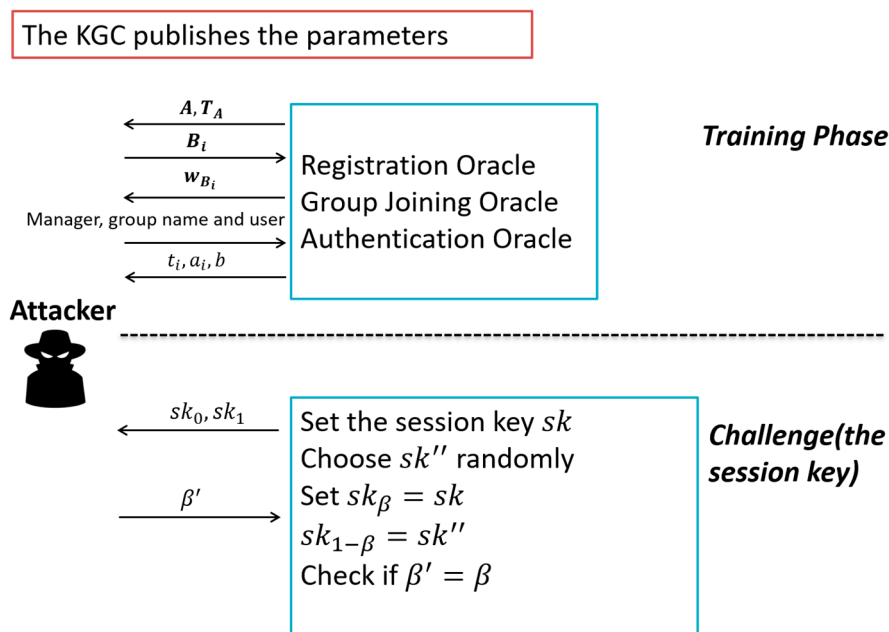 The KGC publishes the parameters
A, T_A
B_i
w_{B_i}
Manager, group name and user
t_i, a_i, b
Registration Oracle
Group Joining Oracle
Authentication Oracle
Training Phase
Attacker
sk_0, sk_1
β′
Set the session key sk
Choose sk′′ randomly
Set sk_β = sk
sk_{1−β} = sk′′
Check if β′ = β
Challenge(the
session key)